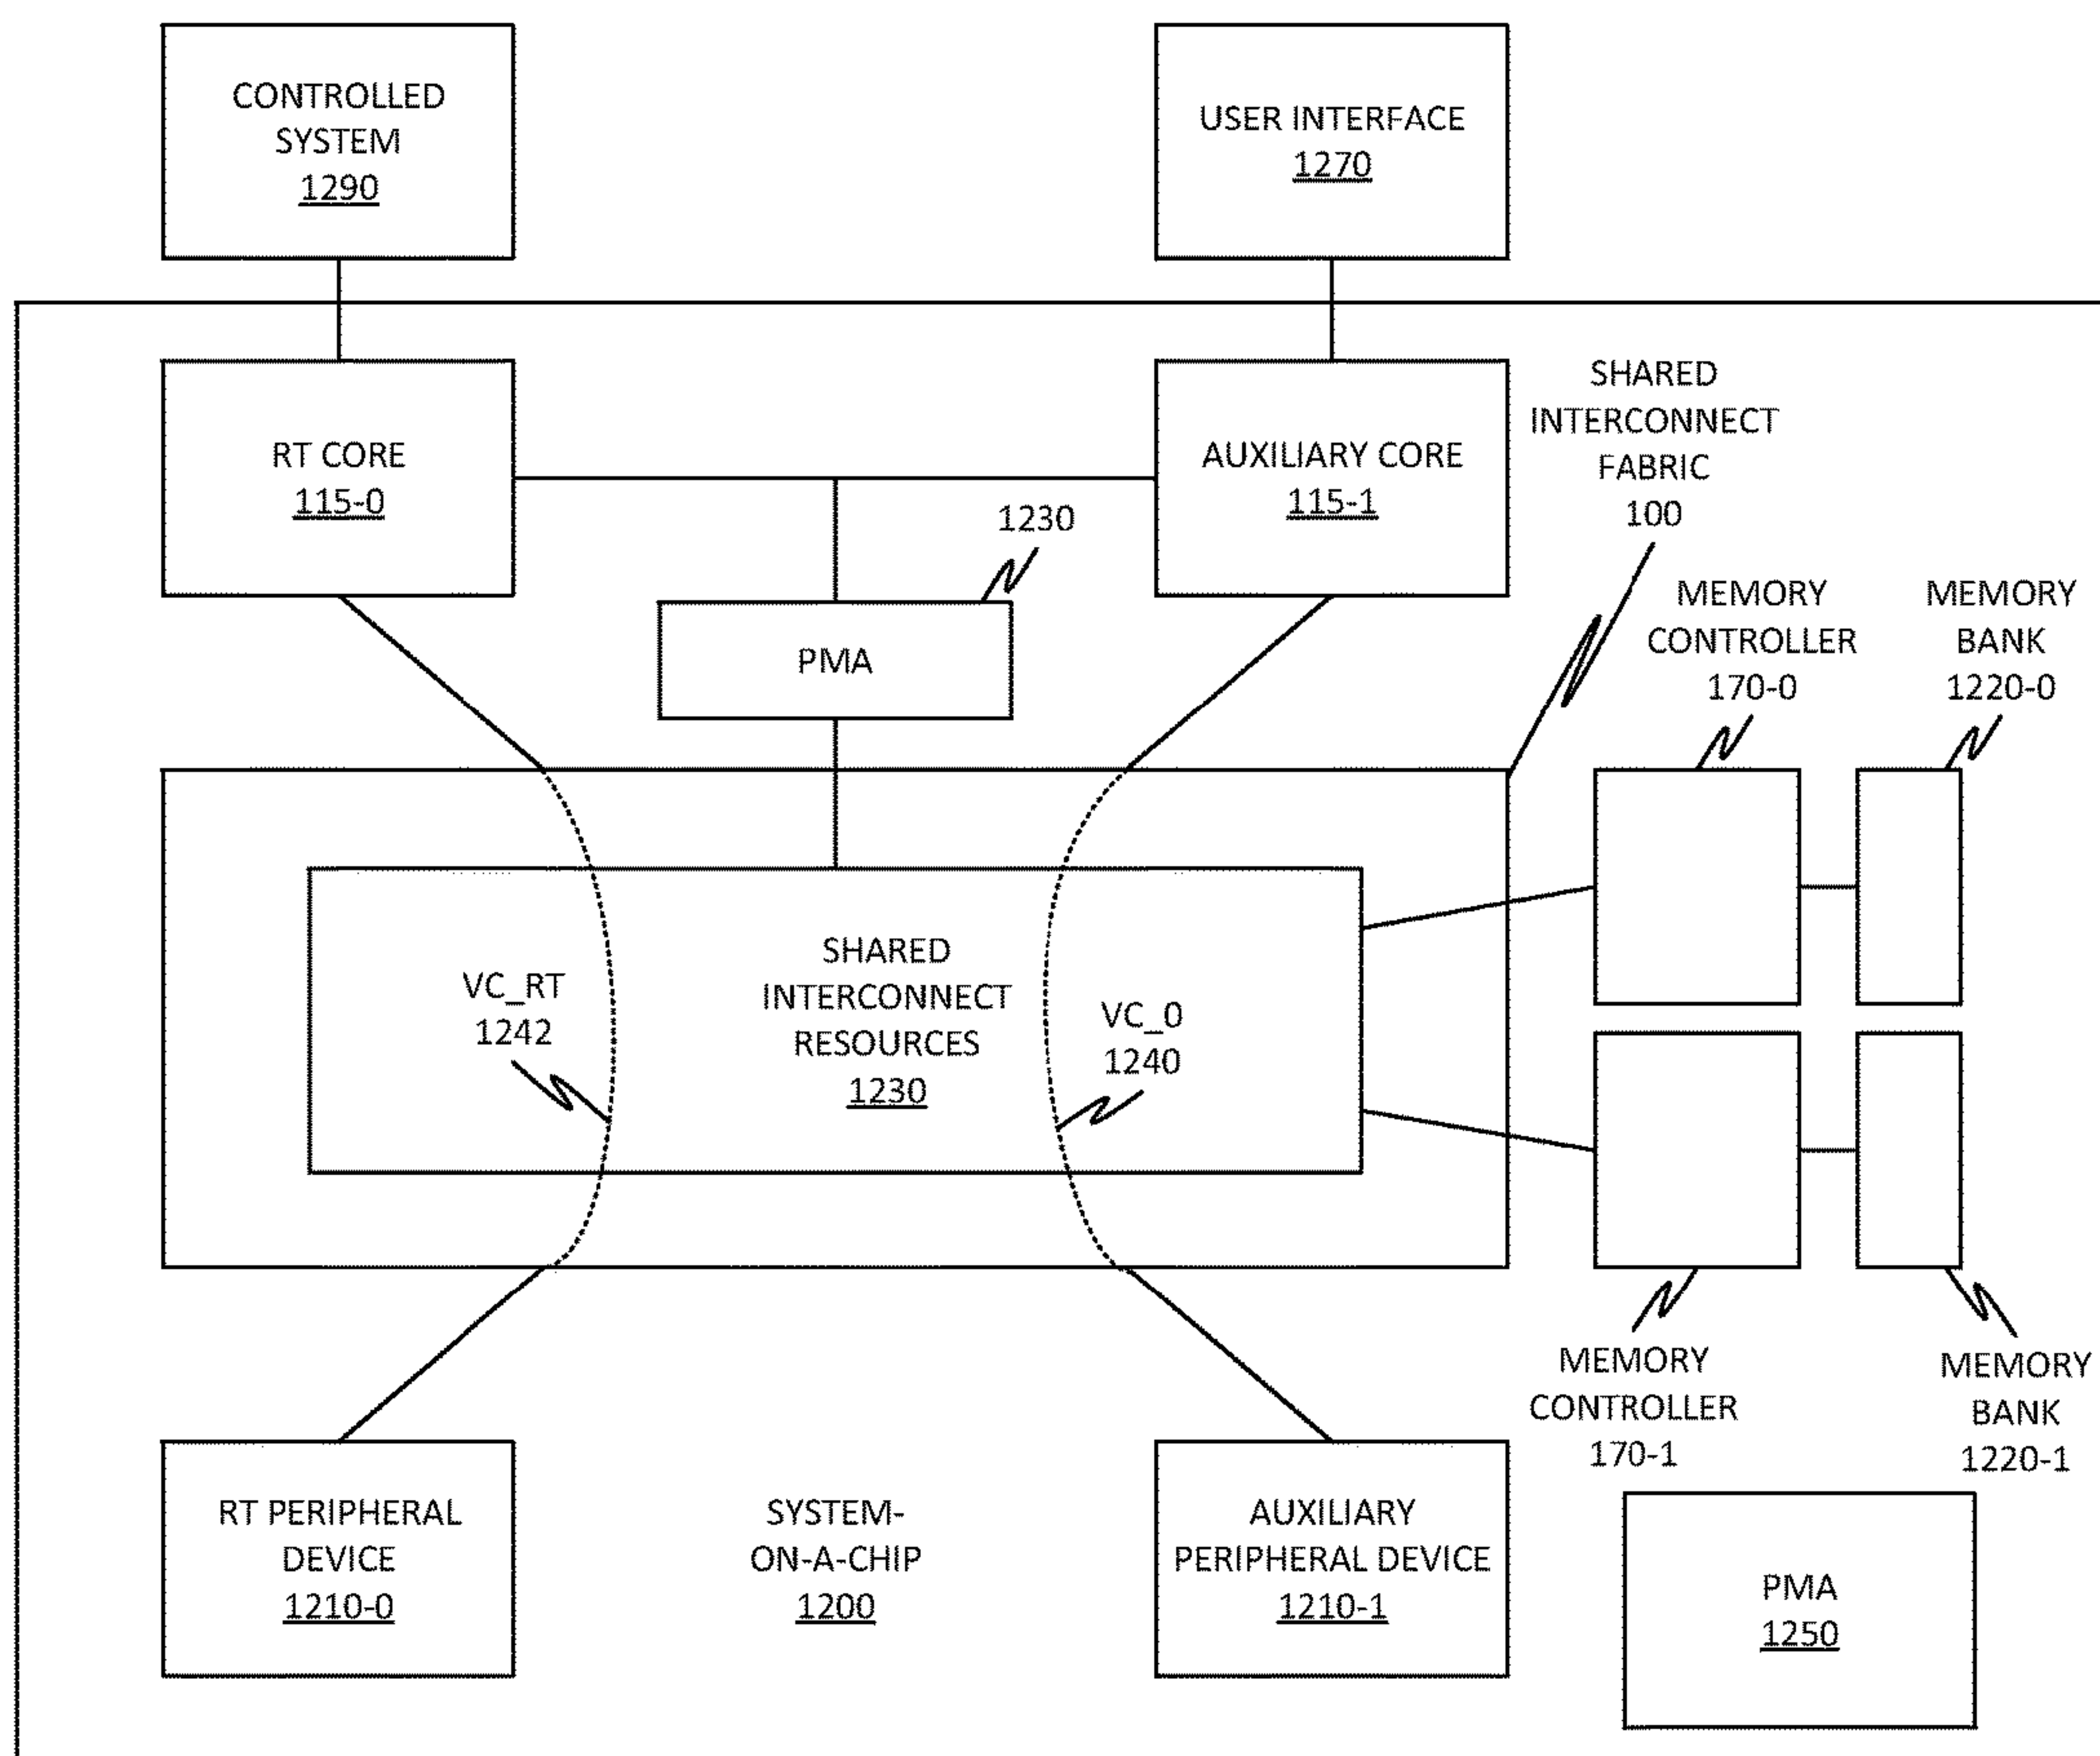 CONTROLLED
SYSTEM
1290
USER INTERFACE
1270
RT CORE
115-0
AUXILIARY CORE
115-1
SHARED
INTERCONNECT
FABRIC
100
1230
PMA
MEMORY
CONTROLLER
170-0
MEMORY
BANK
1220-0
VC_RT
1242
SHARED
INTERCONNECT
RESOURCES
1230
VC_0
1240
MEMORY
CONTROLLER
170-1
MEMORY
BANK
1220-1
RT PERIPHERAL
DEVICE
1210-0
SYSTEM-
ON-A-CHIP
1200
AUXILIARY
PERIPHERAL DEVICE
1210-1
PMA
1250